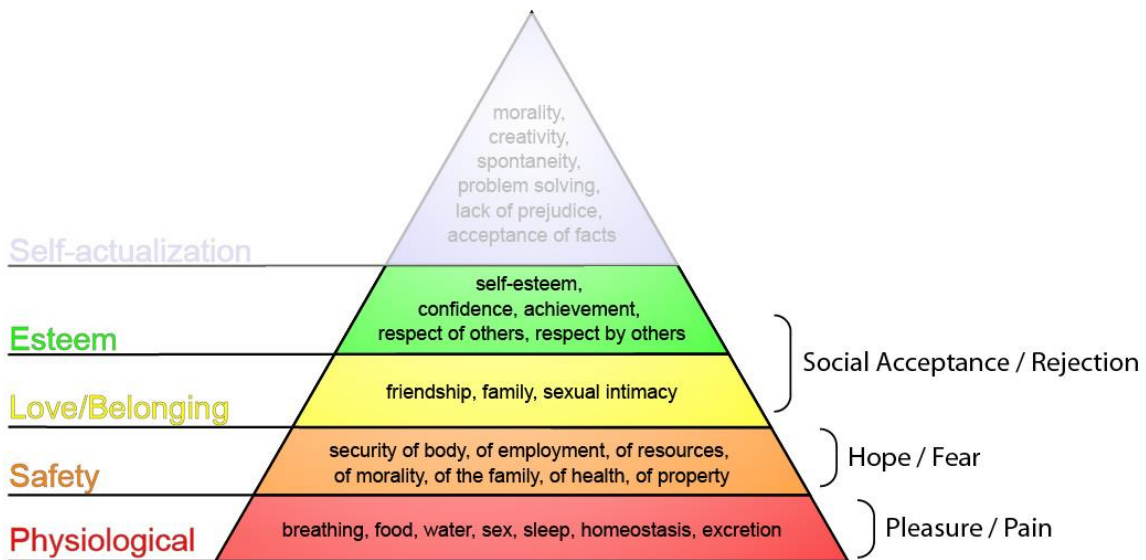 morality,
creativity,
spontaneity,
problem solving,
lack of prejudice,
acceptance of facts
Self-actualization
self-esteem,
confidence, achievement,
respect of others, respect by others
Esteem
Social Acceptance / Rejection
friendship, family, sexual intimacy
Love/Belonging
security of body, of employment, of resources,
of morality, of the family, of health, of property
Safety
Hope / Fear
breathing, food, water, sex, sleep, homeostasis, excretion
Physiological
Pleasure / Pain